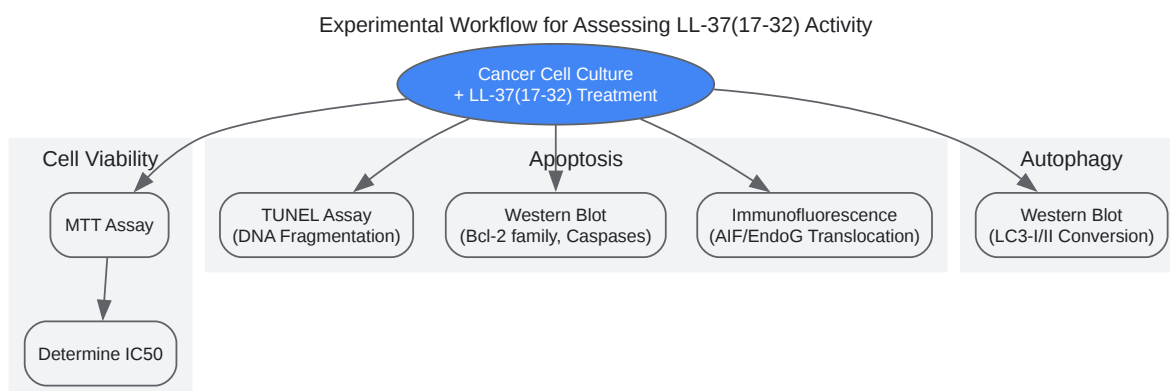 Experimental Workflow for Assessing LL-37(17-32) Activity
Cancer Cell Culture
+ LL-37(17-32) Treatment
Cell Viability
Apoptosis
Autophagy
MTT Assay
TUNEL Assay
(DNA Fragmentation)
Western Blot
(Bcl-2 family, Caspases)
Immunofluorescence
(AIF/EndoG Translocation)
Western Blot
(LC3-I/II Conversion)
Determine IC50